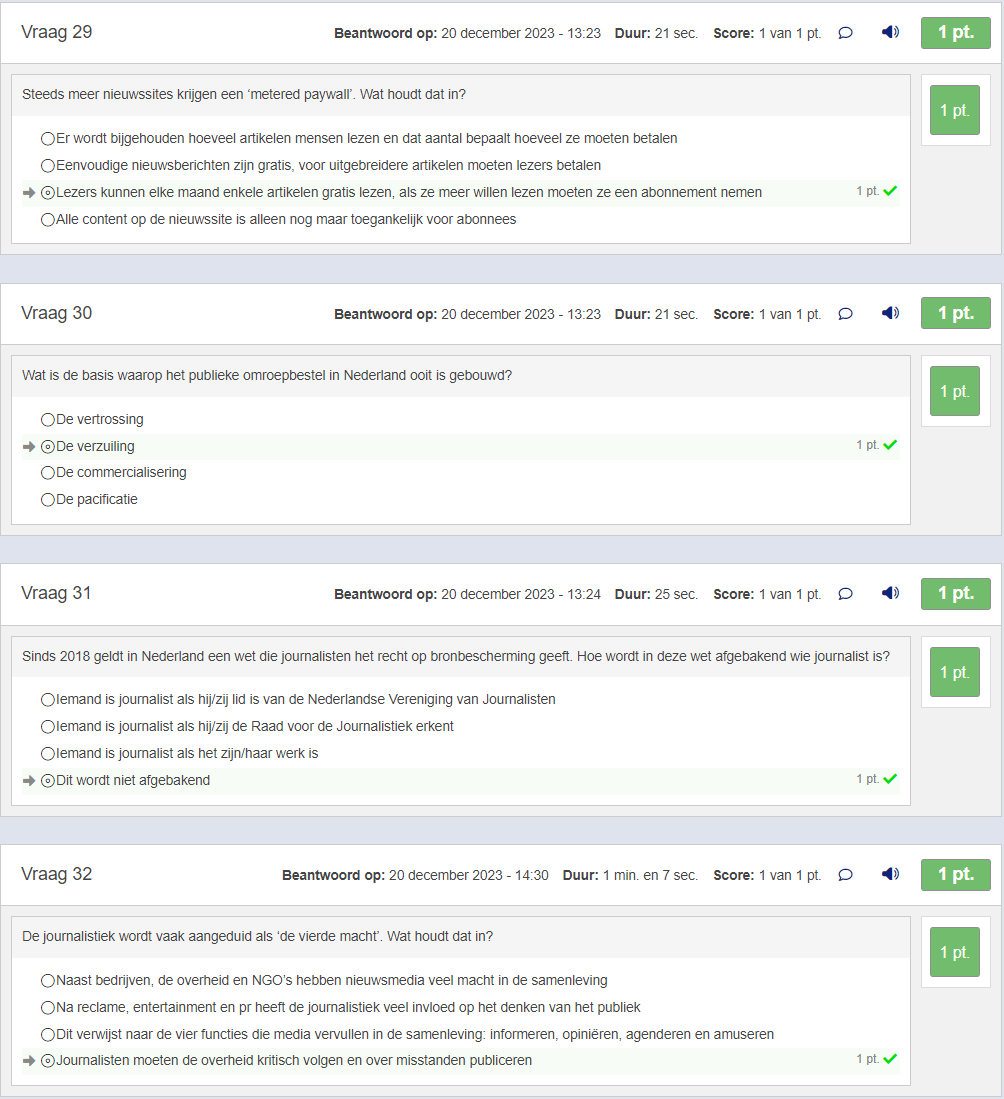 Vraag 29 Beantwoord op: 20 december 2023 - 13:23 Duur: 21 sec. Score: 1 van 1 pt. 1 pt.
Steeds meer nieuwssites krijgen een ‘metered paywall’. Wat houdt dat in? 1 pt.
Er wordt bijgehouden hoeveel artikelen mensen lezen en dat aantal bepaalt hoeveel ze moeten betalen
Eenvoudige nieuwsberichten zijn gratis, voor uitgebreidere artikelen moeten lezers betalen
Lezers kunnen elke maand enkele artikelen gratis lezen, als ze meer willen lezen moeten ze een abonnement nemen 1 pt.
Alle content op de nieuwssite is alleen nog maar toegankelijk voor abonnees
Vraag 30 Beantwoord op: 20 december 2023 - 13:23 Duur: 21 sec. Score: 1 van 1 pt. 1 pt.
Wat is de basis waarop het publieke omroepbestel in Nederland ooit is gebouwd? 1 pt.
De vertrossing
De verzuiling 1 pt.
De commercialisering
De pacificatie
Vraag 31 Beantwoord op: 20 december 2023 - 13:24 Duur: 25 sec. Score: 1 van 1 pt. 1 pt.
Sinds 2018 geldt in Nederland een wet die journalisten het recht op bronbescherming geeft. Hoe wordt in deze wet afgebakend wie journalist is? 1 pt.
Iemand is journalist als hij/zij lid is van de Nederlandse Vereniging van Journalisten
Iemand is journalist als hij/zij de Raad voor de Journalistiek erkent
Iemand is journalist als het zijn/haar werk is
Dit wordt niet afgebakend 1 pt.
Vraag 32 Beantwoord op: 20 december 2023 - 14:30 Duur: 1 min. en 7 sec. Score: 1 van 1 pt. 1 pt.
De journalistiek wordt vaak aangeduid als ‘de vierde macht’. Wat houdt dat in? 1 pt.
Naast bedrijven, de overheid en NGO’s hebben nieuwsmedia veel macht in de samenleving
Na reclame, entertainment en pr heeft de journalistiek veel invloed op het denken van het publiek
Dit verwijst naar de vier functies die media vervullen in de samenleving: informeren, opiniëren, agenderen en amuseren
Journalisten moeten de overheid kritisch volgen en over misstanden publiceren 1 pt.